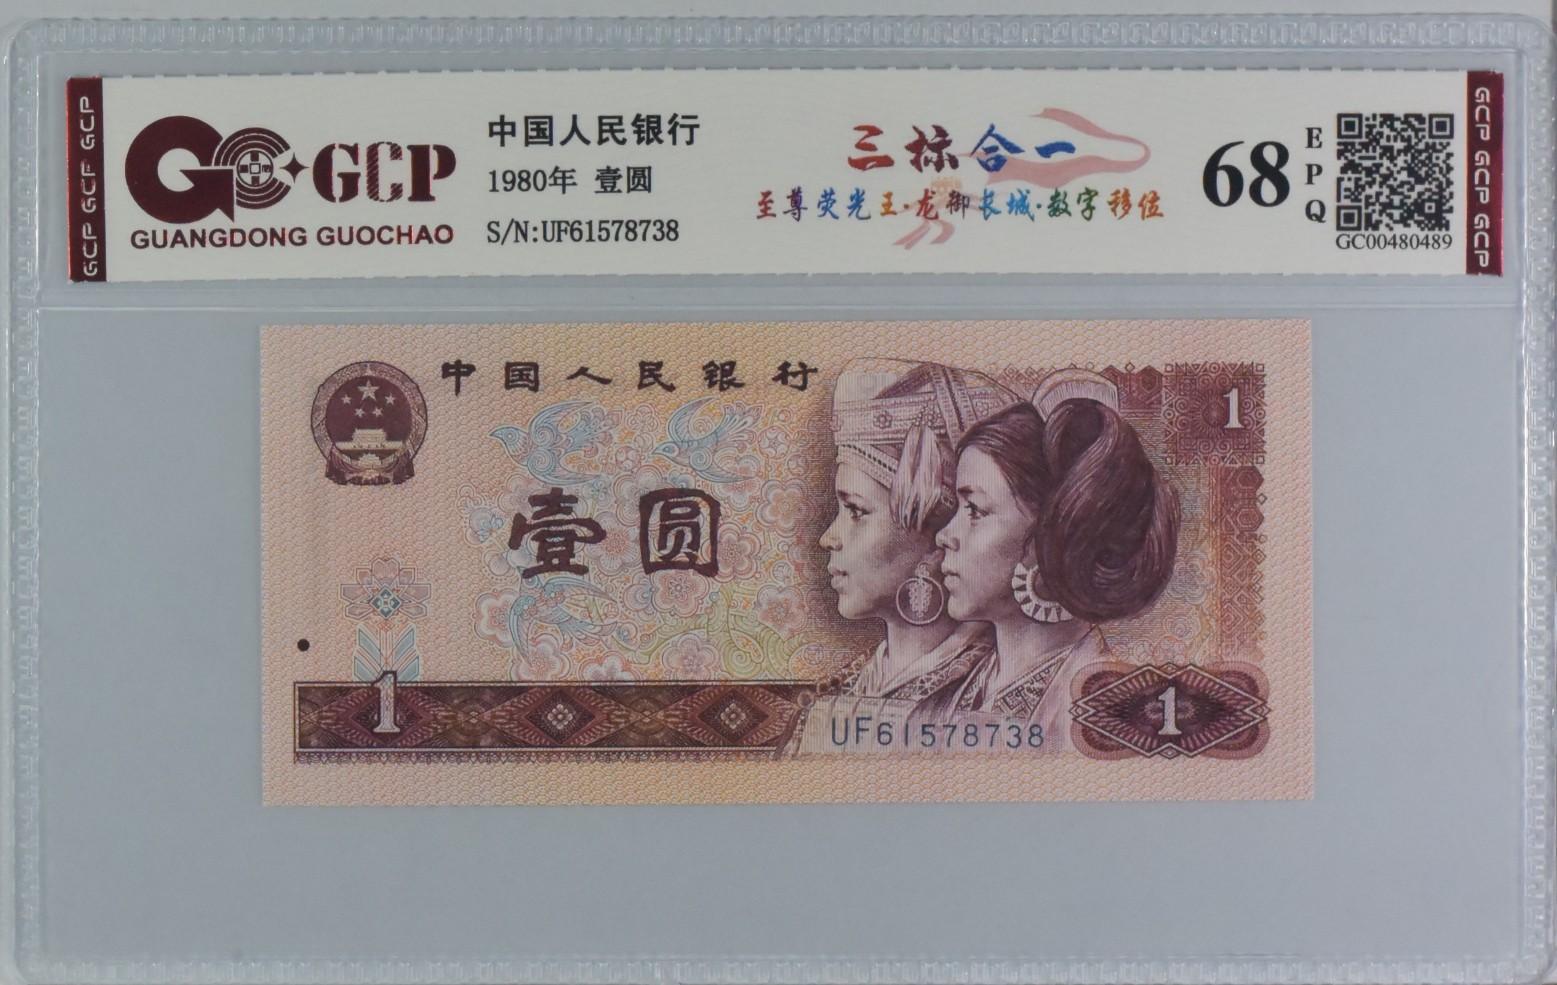 GCP GCP GCP
GCP
GUANGDONG GUOCHAO
中国人民银行
1980年 壹圆
S/N:UF61578738
三标合一
至尊荧光王·龙御长城·数字移位
68
EPQ
GC00480489
GCP GCP GCP
中国人民银行
1
壹圆
1
UF61578738
1